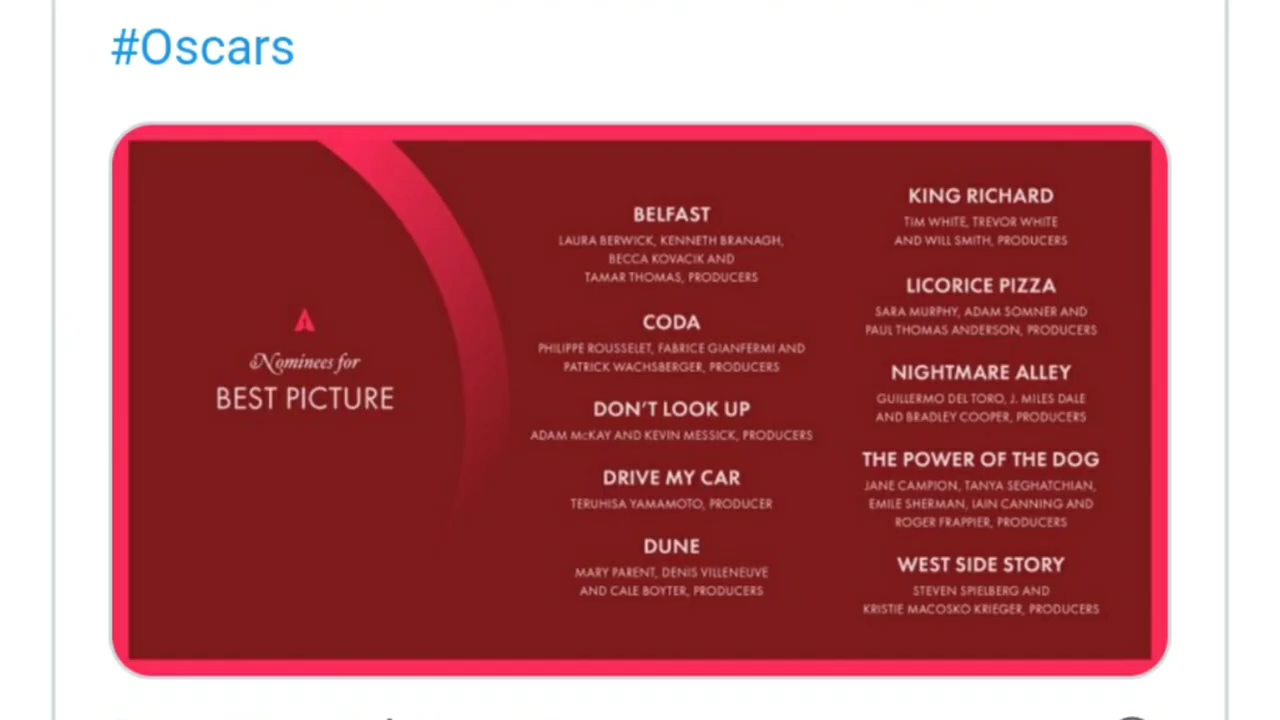 #Oscars
Nominees for
BEST PICTURE
BELFAST
LAURA BERWICK, KENNETH BRANAGH,
BECCA KOVACIK AND
TAMAR THOMAS, PRODUCERS
CODA
PHILIPPE ROUSSELET, FABRICE GIANFERMI AND
PATRICK WACHSBERGER, PRODUCERS
DON'T LOOK UP
ADAM McKAY AND KEVIN MESSICK, PRODUCERS
DRIVE MY CAR
TERUHISA YAMAMOTO, PRODUCER
DUNE
MARY PARENT, DENIS VILLENEUVE
AND CALE BOYTER, PRODUCERS
KING RICHARD
TIM WHITE, TREVOR WHITE
AND WILL SMITH, PRODUCERS
LICORICE PIZZA
SARA MURPHY, ADAM SOMNER AND
PAUL THOMAS ANDERSON, PRODUCERS
NIGHTMARE ALLEY
GUILLERMO DEL TORO, J. MILES DALE
AND BRADLEY COOPER, PRODUCERS
THE POWER OF THE DOG
JANE CAMPION, TANYA SEGHATCHIAN,
EMILE SHERMAN, IAIN CANNING AND
ROGER FRAPPIER, PRODUCERS
WEST SIDE STORY
STEVEN SPIELBERG AND
KRISTIE MACOSKO KRIEGER, PRODUCERS